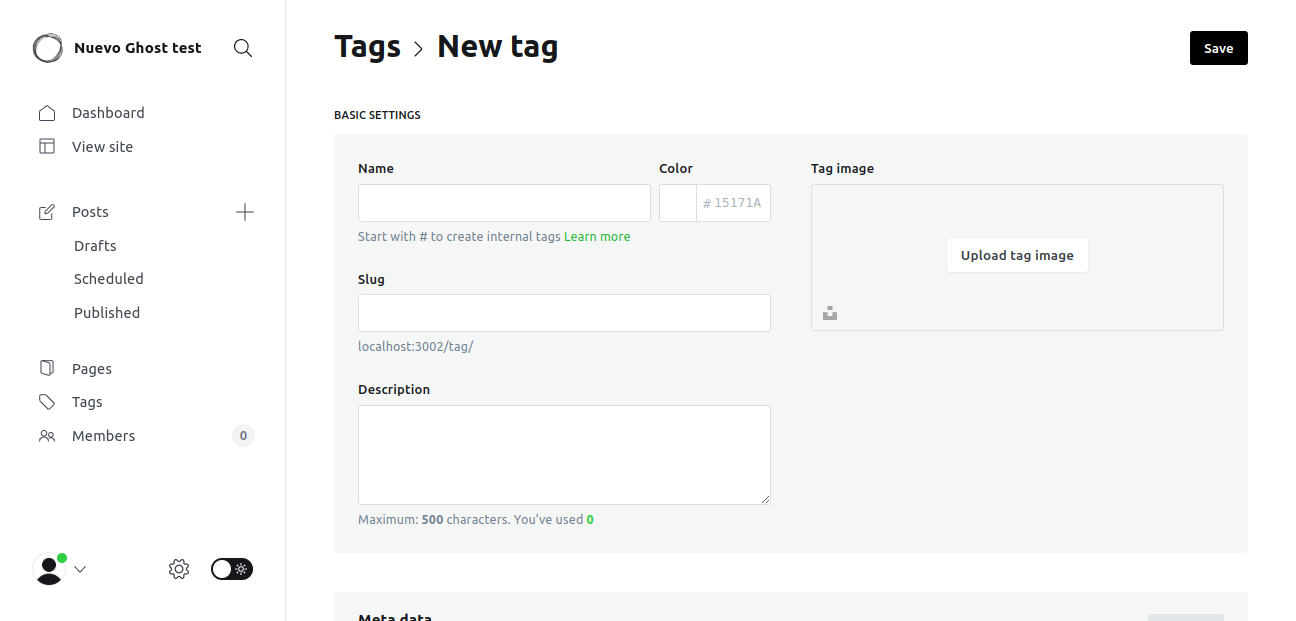 Nuevo Ghost test
Dashboard
View site
Posts
Drafts
Scheduled
Published
Pages
Tags
Members 0
Tags > New tag
Save
BASIC SETTINGS
Name
Color
# 15171A
Start with # to create internal tags Learn more
Slug
localhost:3002/tag/
Description
Maximum: 500 characters. You've used 0
Tag image
Upload tag image
Meta data